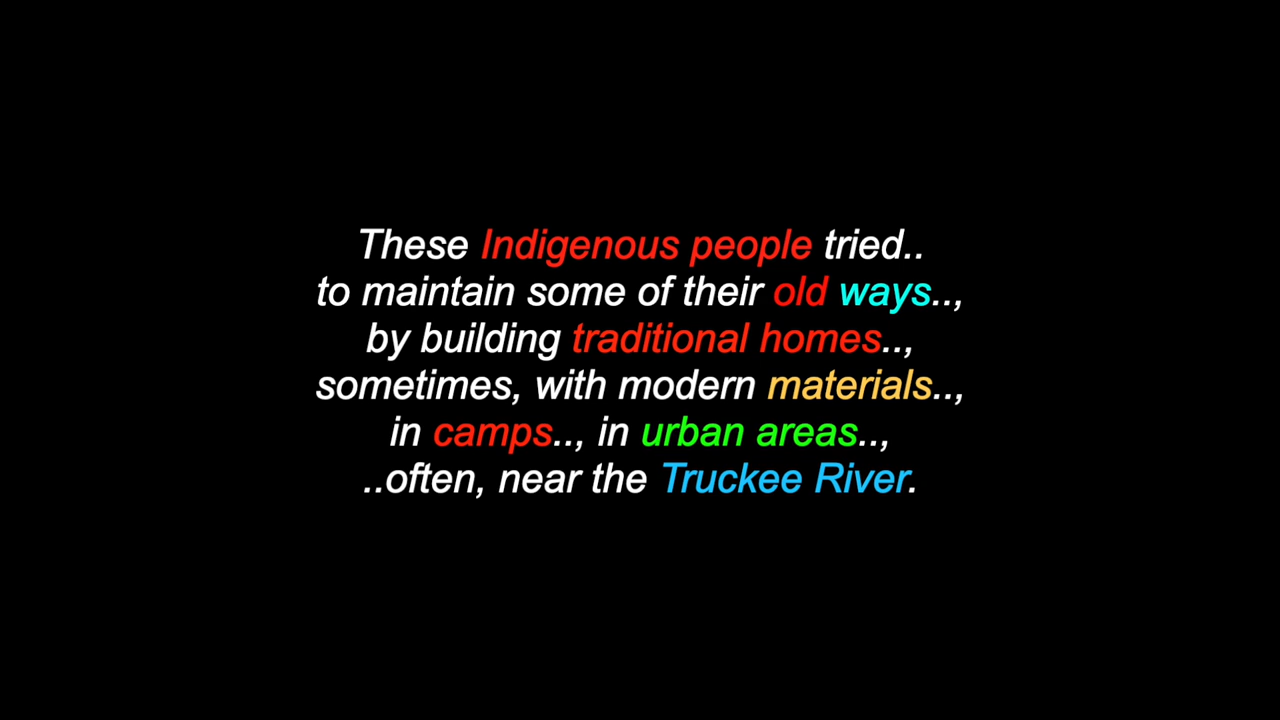 These Indigenous people tried..
to maintain some of their old ways..,
by building traditional homes..,
sometimes, with modern materials..,
in camps.., in urban areas..,
..often, near the Truckee River.